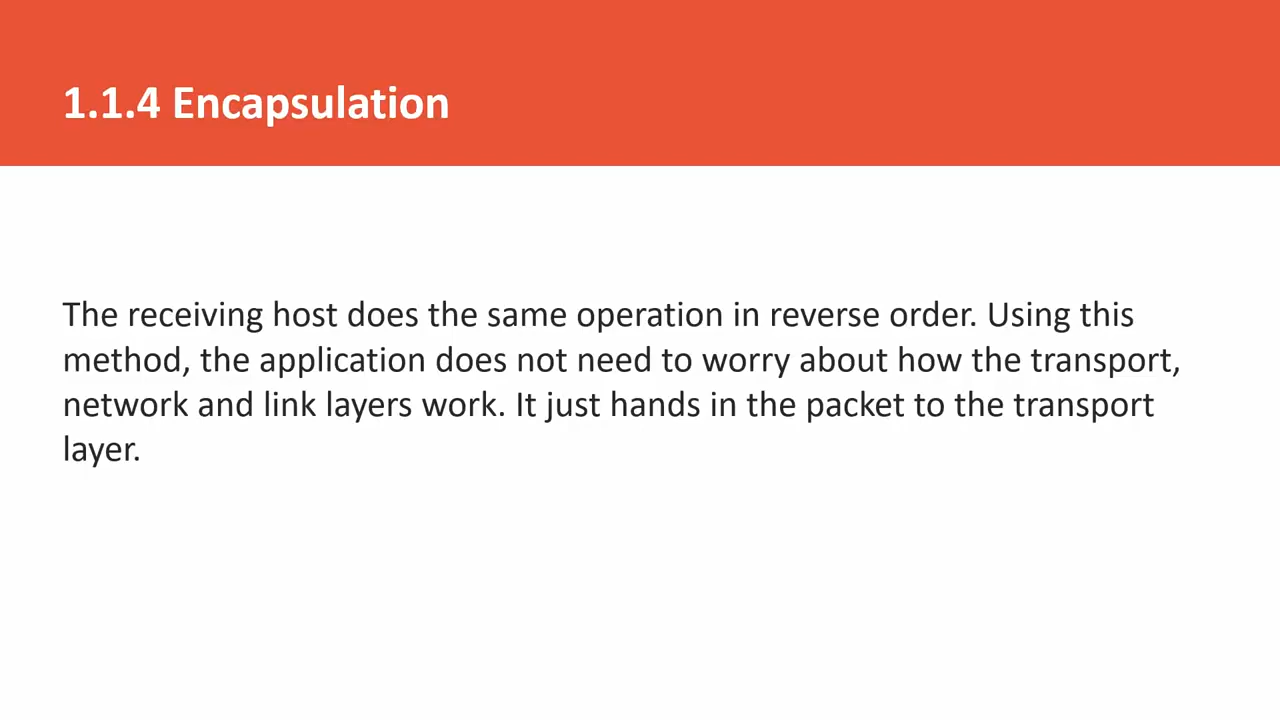 1.1.4 Encapsulation
The receiving host does the same operation in reverse order. Using this
method, the application does not need to worry about how the transport,
network and link layers work. It just hands in the packet to the transport
layer.